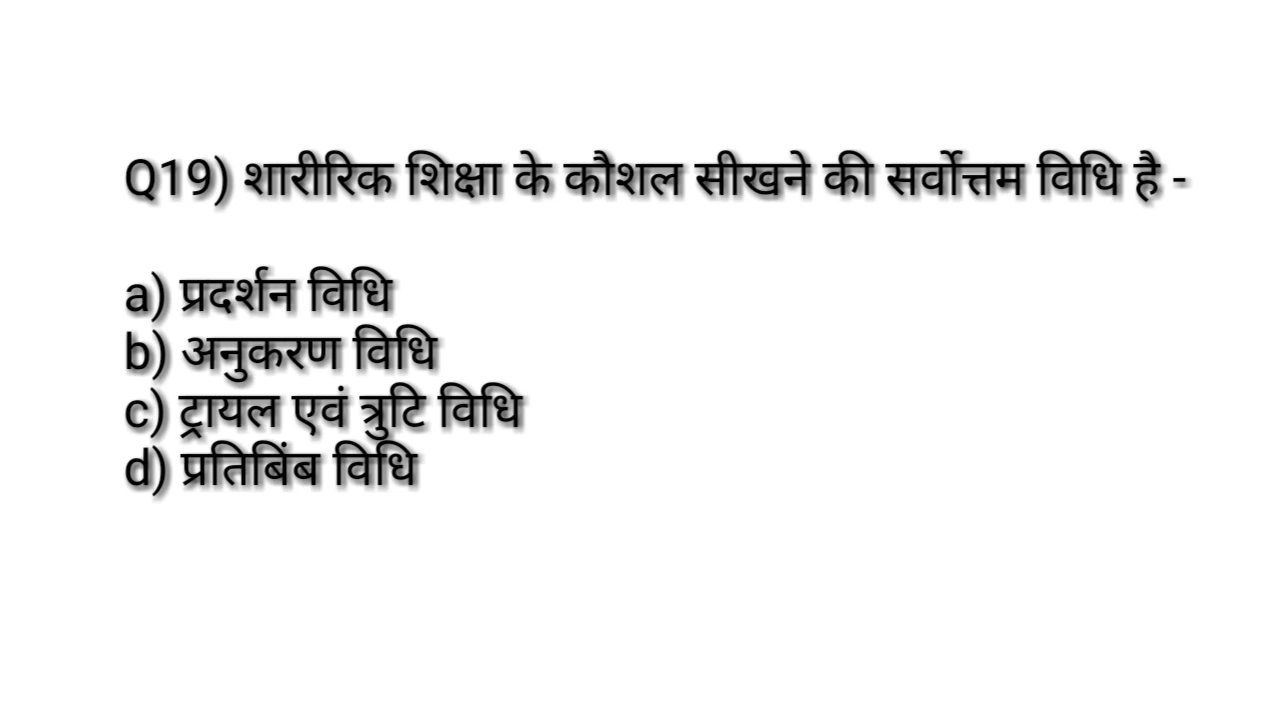 Q19) शारीरिक शिक्षा के कौशल सीखने की सर्वोत्तम विधि है -
a) प्रदर्शन विधि
b) अनुकरण विधि
c) ट्रायल एवं त्रुटि विधि
d) प्रतिबिंब विधि